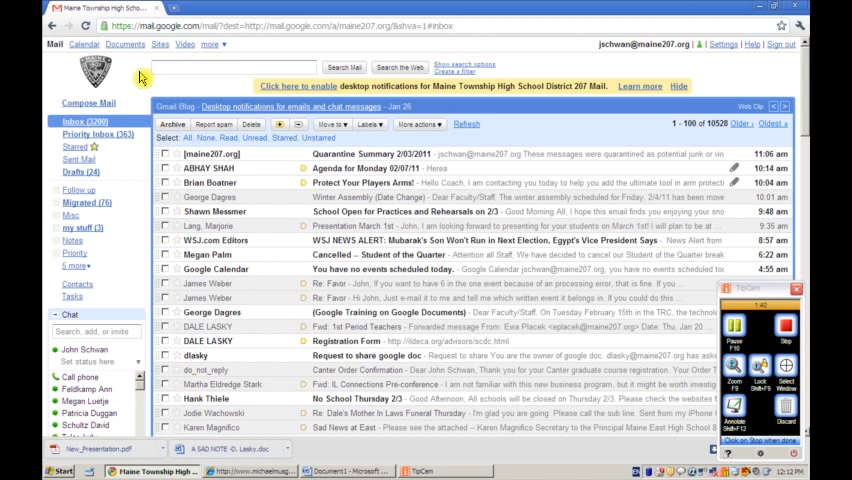 Maine Township High Scho...
https://mail.google.com/mail/?dest=http://mail.google.com/a/maine207.org/&shva=1#inbox
Mail Calendar Documents Sites Video more ▼
jschwan@maine207.org | Settings | Help | Sign out
Search Mail Search the Web Show search options
Create a filter
Click here to enable desktop notifications for Maine Township High School District 207 Mail. Learn more Hide
Compose Mail
Inbox (3200)
Priority Inbox (363)
Starred
Sent Mail
Drafts (24)
Follow up
Migrated (76)
Misc
my stuff (3)
Notes
Priority
5 more▼
Contacts
Tasks
Chat
Search, add, or invite
John Schwan
Set status here
Call phone
Feldkamp Ann
Megan Luetje
Patricia Duggan
Schultz David
Gmail Blog - Desktop notifications for emails and chat messages - Jan 26
Web Clip < >
Archive Report spam Delete Move to▼ Labels▼ More actions▼ Refresh
1 - 100 of 10528 Older › Oldest »
Select: All, None, Read, Unread, Starred, Unstarred
[maine207.org] Quarantine Summary 2/03/2011 - jschwan@maine207.org These messages were quarantined as potential junk or vin 11:06 am
ABHAY SHAH D Agenda for Monday 02/07/11 - Herea 10:14 am
Brian Boatner D Protect Your Players Arms! - Hello Coach, I am contacting you today to help you add the ultimate tool in arm protecti 10:04 am
George Dagres Winter Assembly (Date Change) - Dear Faculty/Staff, The winter assembly scheduled for Friday, 2/4/11 has been move 10:01 am
Shawn Messmer School Open for Practices and Rehearsals on 2/3 - Good Morning All, I hope this email finds you enjoying your sno 9:48 am
Lang, Marjorie D Presentation March 1st - John, I am looking forward to presenting for your students on March 1st! I will plan to be at .. 9:35 am
WSJ.com Editors WSJ NEWS ALERT: Mubarak's Son Won't Run in Next Election, Egypt's Vice President Says - News Alert from 8:57 am
Megan Palm Cancelled -- Student of the Quarter - Attention all Staff, We have decided to cancel our Student of the Quarter break 6:22 am
Google Calendar You have no events scheduled today. - Google Calendar jschwan@maine207.org, you have no events scheduled toc 4:55 am
James Weber D Re: Favor - John, If you want to have 6 in the one event because of a processing error, that is fine. If you ...
James Weber D Re: Favor - Hi John, Just e-mail it to me and tell me which written event it belongs in. If you could do this ...
George Dagres (Google Training on Google Documents) - Dear Faculty/Staff, On Tuesday February 15th in the TRC, the technol
DALE LASKY D Fwd: 1st Period Teachers - Forwarded message From: Ewa Placek <eplacek@maine207.org> Date: Thu, Jan 20 ...
DALE LASKY D Registration Form - http://ildeca.org/advisors/scdc.html
dlasky Request to share google doc - dlasky@maine207.org has aske
do_not_reply Canter Order Confirmation - Dear John Schwan, Thank you for your Canter graduate course registration. Your Order T
Martha Eldredge Stark D Fwd: IL Connections Pre-conference - I am not familiar with this new business program, but it might be worth investig
Hank Thiele No School Thursday 2/3 - Good Afternoon, All schools will be closed on Thursday 2/3. Please check the websites f
Jodie Wachowski D Re: Dale's Mother In Laws Funeral Thursday - I'm glad you are going. Please call the sub line. Sent from my iPhone
Karen Magnifico D Sad News at East - Please see the attached -- Karen Magnifico Secretary to the Principal Maine East High School
TipCam
1:40
Pause F10
Stop
Zoom F9
Lock Shift+F9
Select Window
Annotate Shift+F12
Discard
Click on Stop when done
New_Presentation.pdf
A SAD NOTE -D. Lasky.doc
Start
Maine Township High ...
http://www.michaelmusg...
Document1 - Microsoft ...
TipCam
12:12 PM